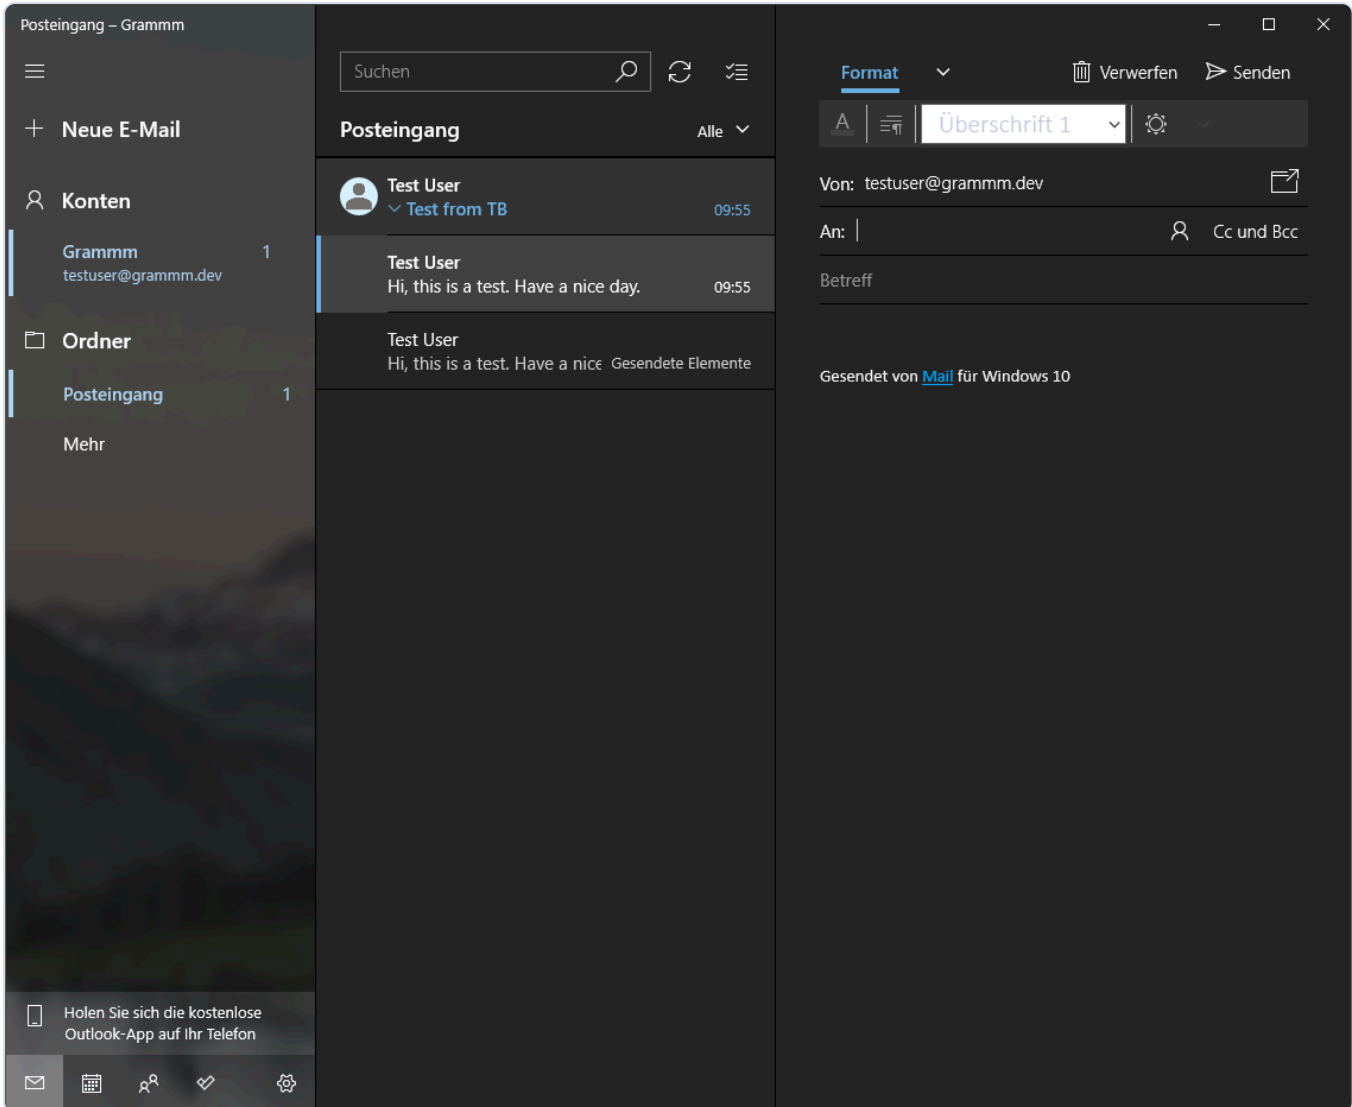 Posteingang – Grammm
Neue E-Mail
Konten
Grammm 1
testuser@grammm.dev
Ordner
Posteingang 1
Mehr
Holen Sie sich die kostenlose
Outlook-App auf Ihr Telefon
Suchen
Posteingang Alle
Test User
Test from TB 09:55
Test User
Hi, this is a test. Have a nice day. 09:55
Test User
Hi, this is a test. Have a nice Gesendete Elemente
Format Verwerfen Senden
A Überschrift 1
Von: testuser@grammm.dev
An: Cc und Bcc
Betreff
Gesendet von Mail für Windows 10